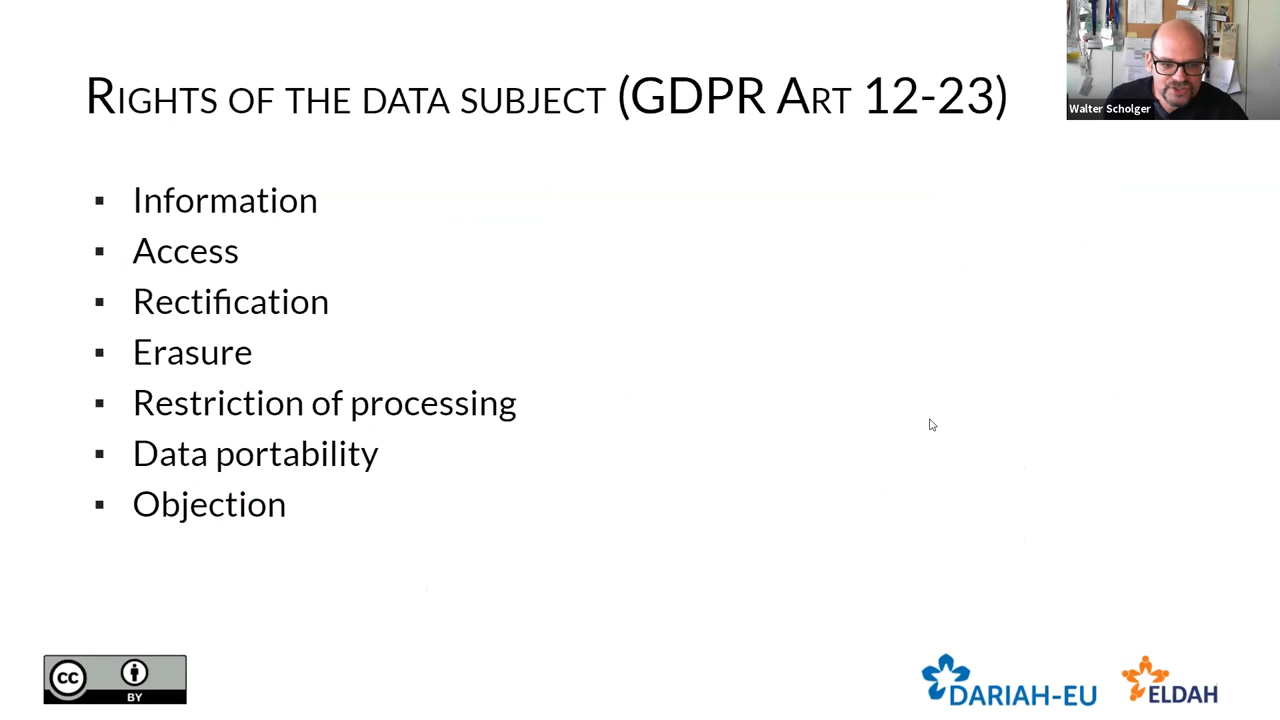 Rights of the data subject (GDPR Art 12-23)
Walter Scholger
▪ Information
▪ Access
▪ Rectification
▪ Erasure
▪ Restriction of processing
▪ Data portability
▪ Objection
cc
BY
DARIAH-EU
ELDAH